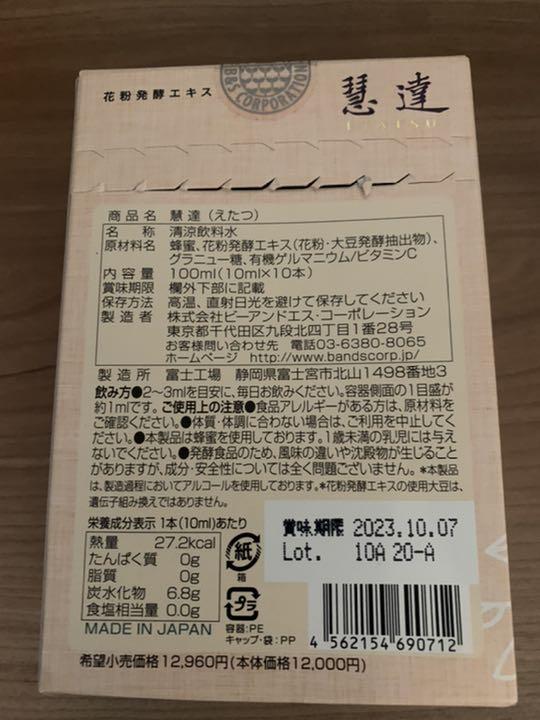 B&S CORPORATION
花粉発酵エキス
慧達
ETATSU
商品名 慧達(えたつ)
名 称 清涼飲料水
原材料名 蜂蜜、花粉発酵エキス(花粉・大豆発酵抽出物)、
グラニュー糖、有機ゲルマニウム/ビタミンC
内容量 100ml(10ml×10本)
賞味期限 欄外下部に記載
保存方法 高温、直射日光を避けて保存してください
製造者 株式会社ビーアンドエス・コーポレーション
東京都千代田区九段北四丁目1番28号
お客様問い合わせ先 電話03-6380-8065
ホームページ http://www.bandscorp.jp/
製造所 富士工場 静岡県富士宮市北山1498番地3
飲み方●2~3mlを目安に、毎日お飲みください。容器側面の1目盛が
約1mlです。ご使用上の注意●食品アレルギーがある方は、原材料を
ご確認ください。●体質・体調に合わない場合は、ご利用を中止してく
ださい。●本製品は蜂蜜を使用しております。1歳未満の乳児には与え
ないでください。●発酵食品のため、風味の違いや沈殿物が生じること
がありますが、成分・安全性については全く問題ございません。*本製品
は、製造過程においてアルコールを使用しております。*花粉発酵エキスの使用大豆は、
遺伝子組み換えではありません。
栄養成分表示 1本(10ml)あたり
熱量 27.2kcal
たんぱく質 0g
脂質 0g
炭水化物 6.8g
食塩相当量 0.0g
MADE IN JAPAN
紙
箱
プラ
容器:PE
キャップ・袋:PP
賞味期限 2023.10.07
Lot. 10A 20-A
4 562154 690712
希望小売価格12,960円(本体価格12,000円)